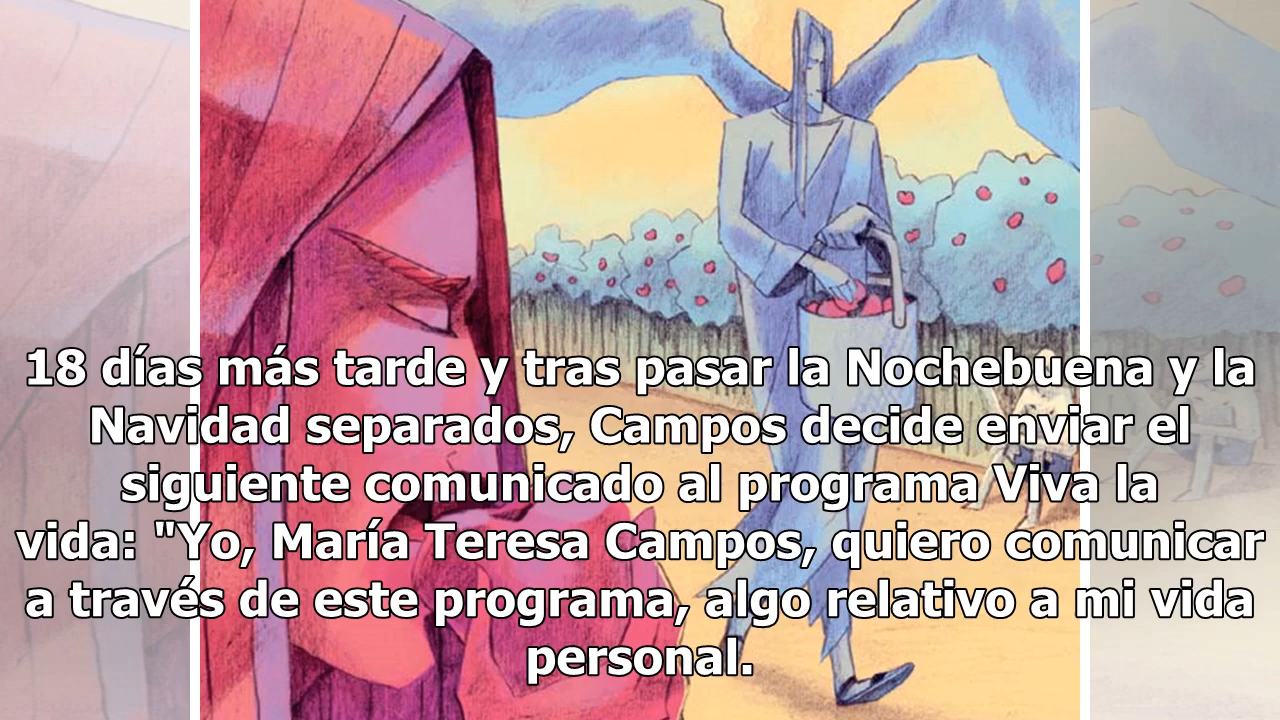 18 días más tarde y tras pasar la Nochebuena y la
Navidad separados, Campos decide enviar el
siguiente comunicado al programa Viva la
vida: "Yo, María Teresa Campos, quiero comunicar
a través de este programa, algo relativo a mi vida
personal.